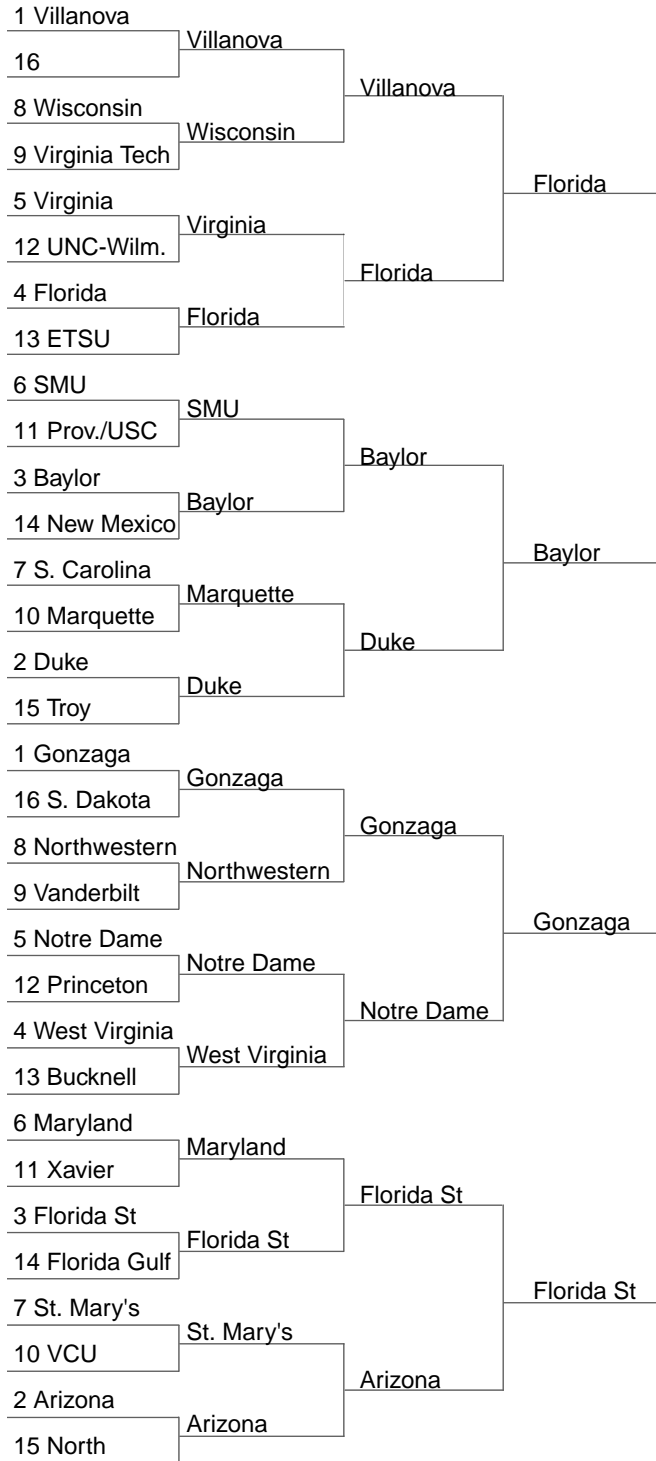 1 Villanova
16
8 Wisconsin
9 Virginia Tech
5 Virginia
12 UNC-Wilm.
4 Florida
13 ETSU
6 SMU
11 Prov./USC
3 Baylor
14 New Mexico
7 S. Carolina
10 Marquette
2 Duke
15 Troy
1 Gonzaga
16 S. Dakota
8 Northwestern
9 Vanderbilt
5 Notre Dame
12 Princeton
4 West Virginia
13 Bucknell
6 Maryland
11 Xavier
3 Florida St
14 Florida Gulf
7 St. Mary's
10 VCU
2 Arizona
15 North
Villanova
Wisconsin
Virginia
Florida
SMU
Baylor
Marquette
Duke
Gonzaga
Northwestern
Notre Dame
West Virginia
Maryland
Florida St
St. Mary's
Arizona
Villanova
Florida
Baylor
Duke
Gonzaga
Notre Dame
Florida St
Arizona
Florida
Baylor
Gonzaga
Florida St